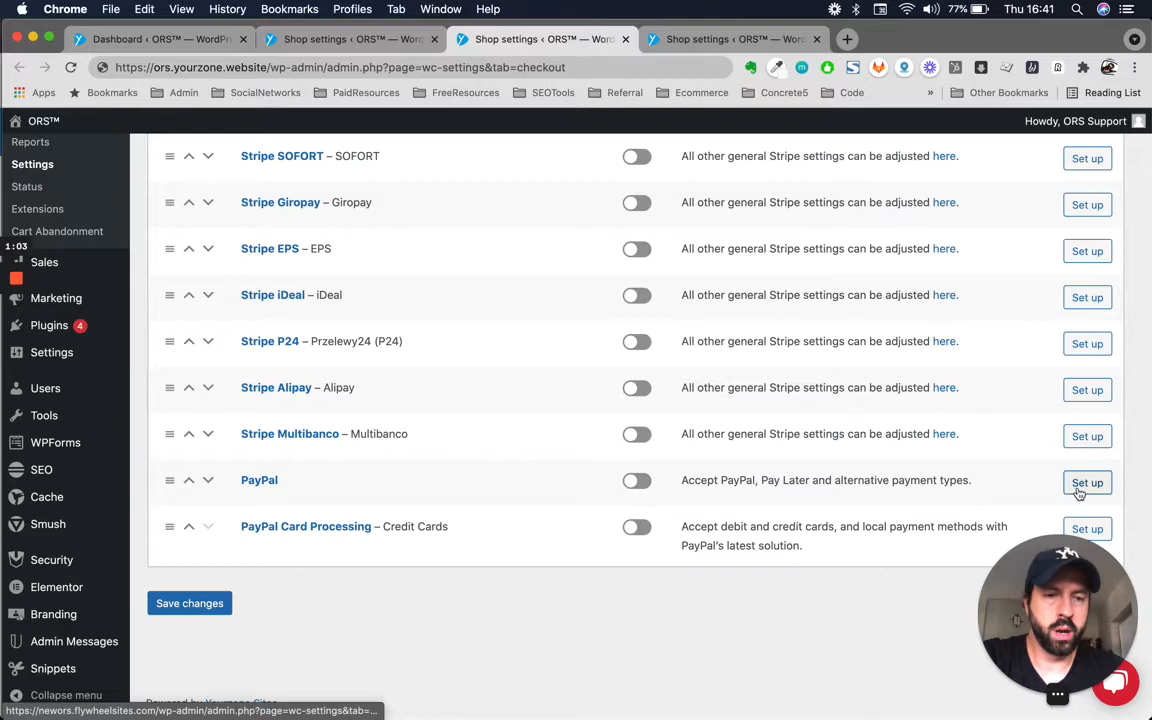 Chrome File Edit View History Bookmarks Profiles Tab Window Help 77% Thu 16:41
Dashboard ‹ ORS™ — WordPr Shop settings ‹ ORS™ — Word Shop settings ‹ ORS™ — Word Shop settings ‹ ORS™ — Word
https://ors.yourzone.website/wp-admin/admin.php?page=wc-settings&tab=checkout
Apps Bookmarks Admin SocialNetworks PaidResources FreeResources SEOTools Referral Ecommerce Concrete5 Code » Other Bookmarks Reading List
ORS™ Howdy, ORS Support
Reports
Settings
Status
Extensions
Cart Abandonment
1:03
Sales
Marketing
Plugins 4
Settings
Users
Tools
WPForms
SEO
Cache
Smush
Security
Elementor
Branding
Admin Messages
Snippets
Collapse menu
Stripe SOFORT – SOFORT All other general Stripe settings can be adjusted here. Set up
Stripe Giropay – Giropay All other general Stripe settings can be adjusted here. Set up
Stripe EPS – EPS All other general Stripe settings can be adjusted here. Set up
Stripe iDeal – iDeal All other general Stripe settings can be adjusted here. Set up
Stripe P24 – Przelewy24 (P24) All other general Stripe settings can be adjusted here. Set up
Stripe Alipay – Alipay All other general Stripe settings can be adjusted here. Set up
Stripe Multibanco – Multibanco All other general Stripe settings can be adjusted here. Set up
PayPal Accept PayPal, Pay Later and alternative payment types. Set up
PayPal Card Processing – Credit Cards Accept debit and credit cards, and local payment methods with Set up
PayPal's latest solution.
Save changes
Powered by Yourzone Sites
https://newors.flywheelsites.com/wp-admin/admin.php?page=wc-settings&tab=...